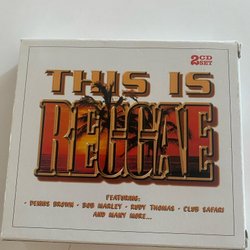 2CD
SET
THIS IS
REGGAE
FEATURING:
· DENNIS BROWN · BOB MARLEY · RUDY THOMAS · CLUB SAFARI
AND MANY MORE...